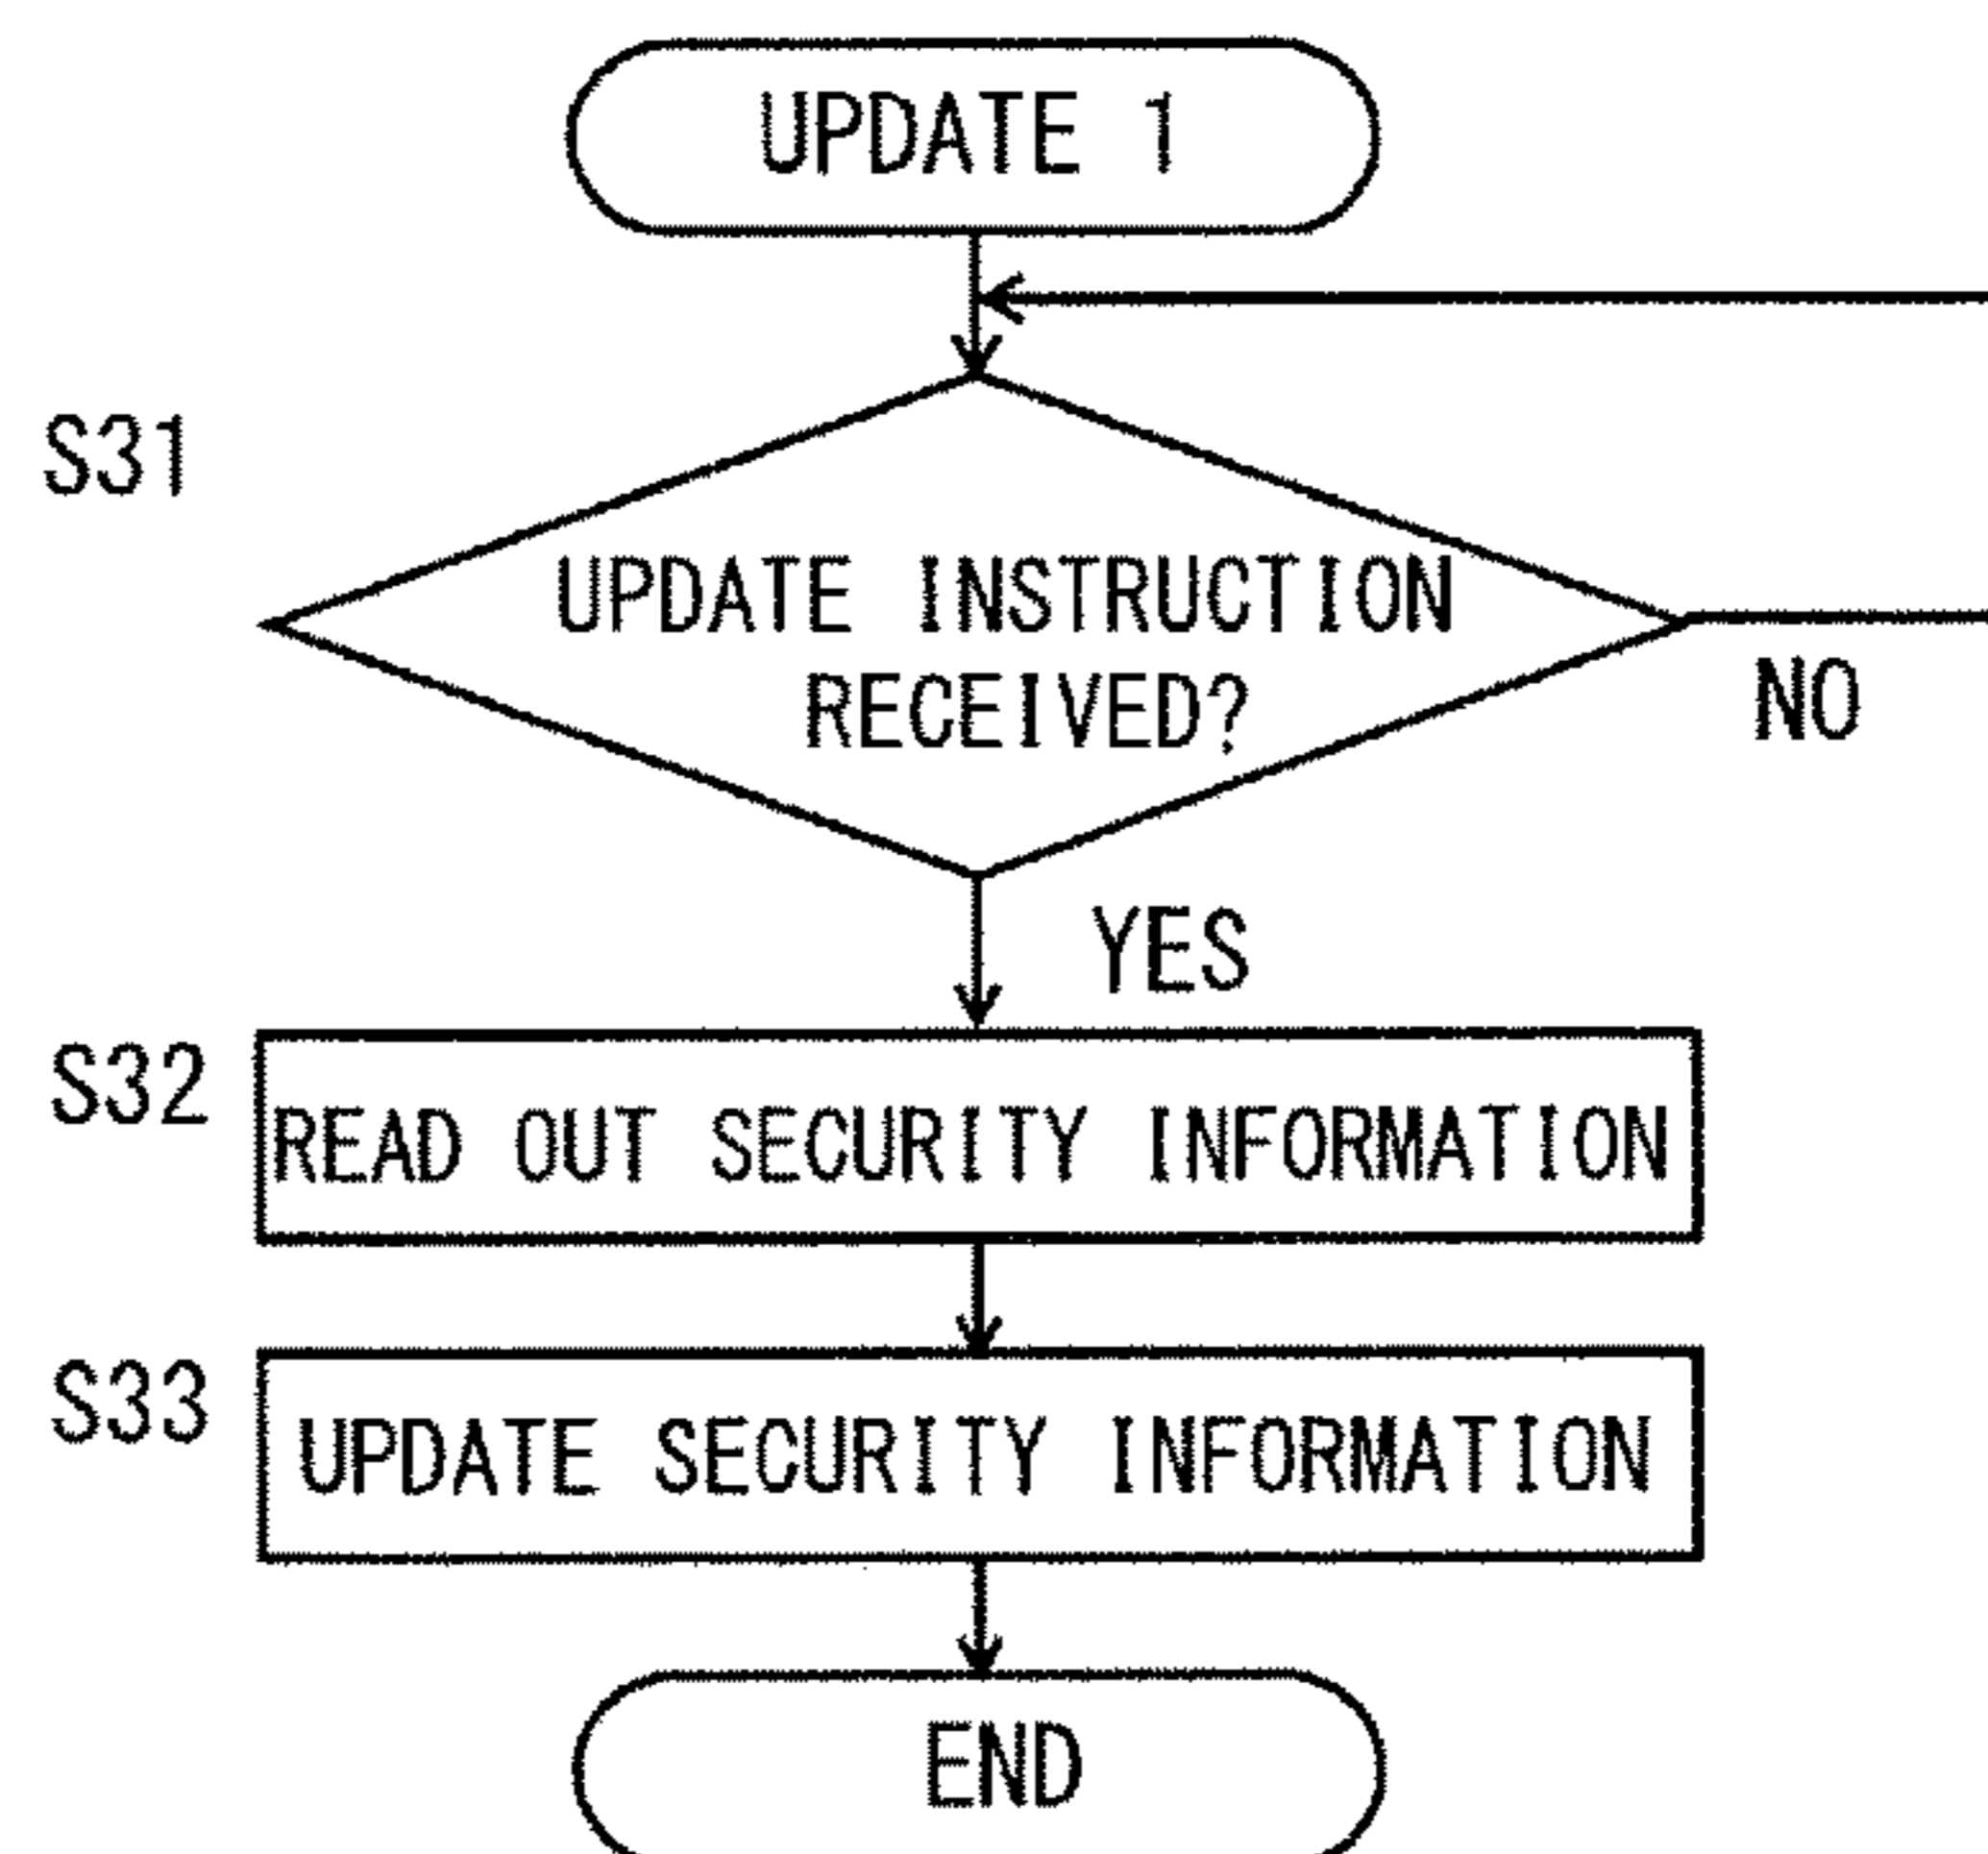 UPDATE 1
S31
UPDATE INSTRUCTION
RECEIVED?
NO
YES
S32
READ OUT SECURITY INFORMATION
S33
UPDATE SECURITY INFORMATION
END